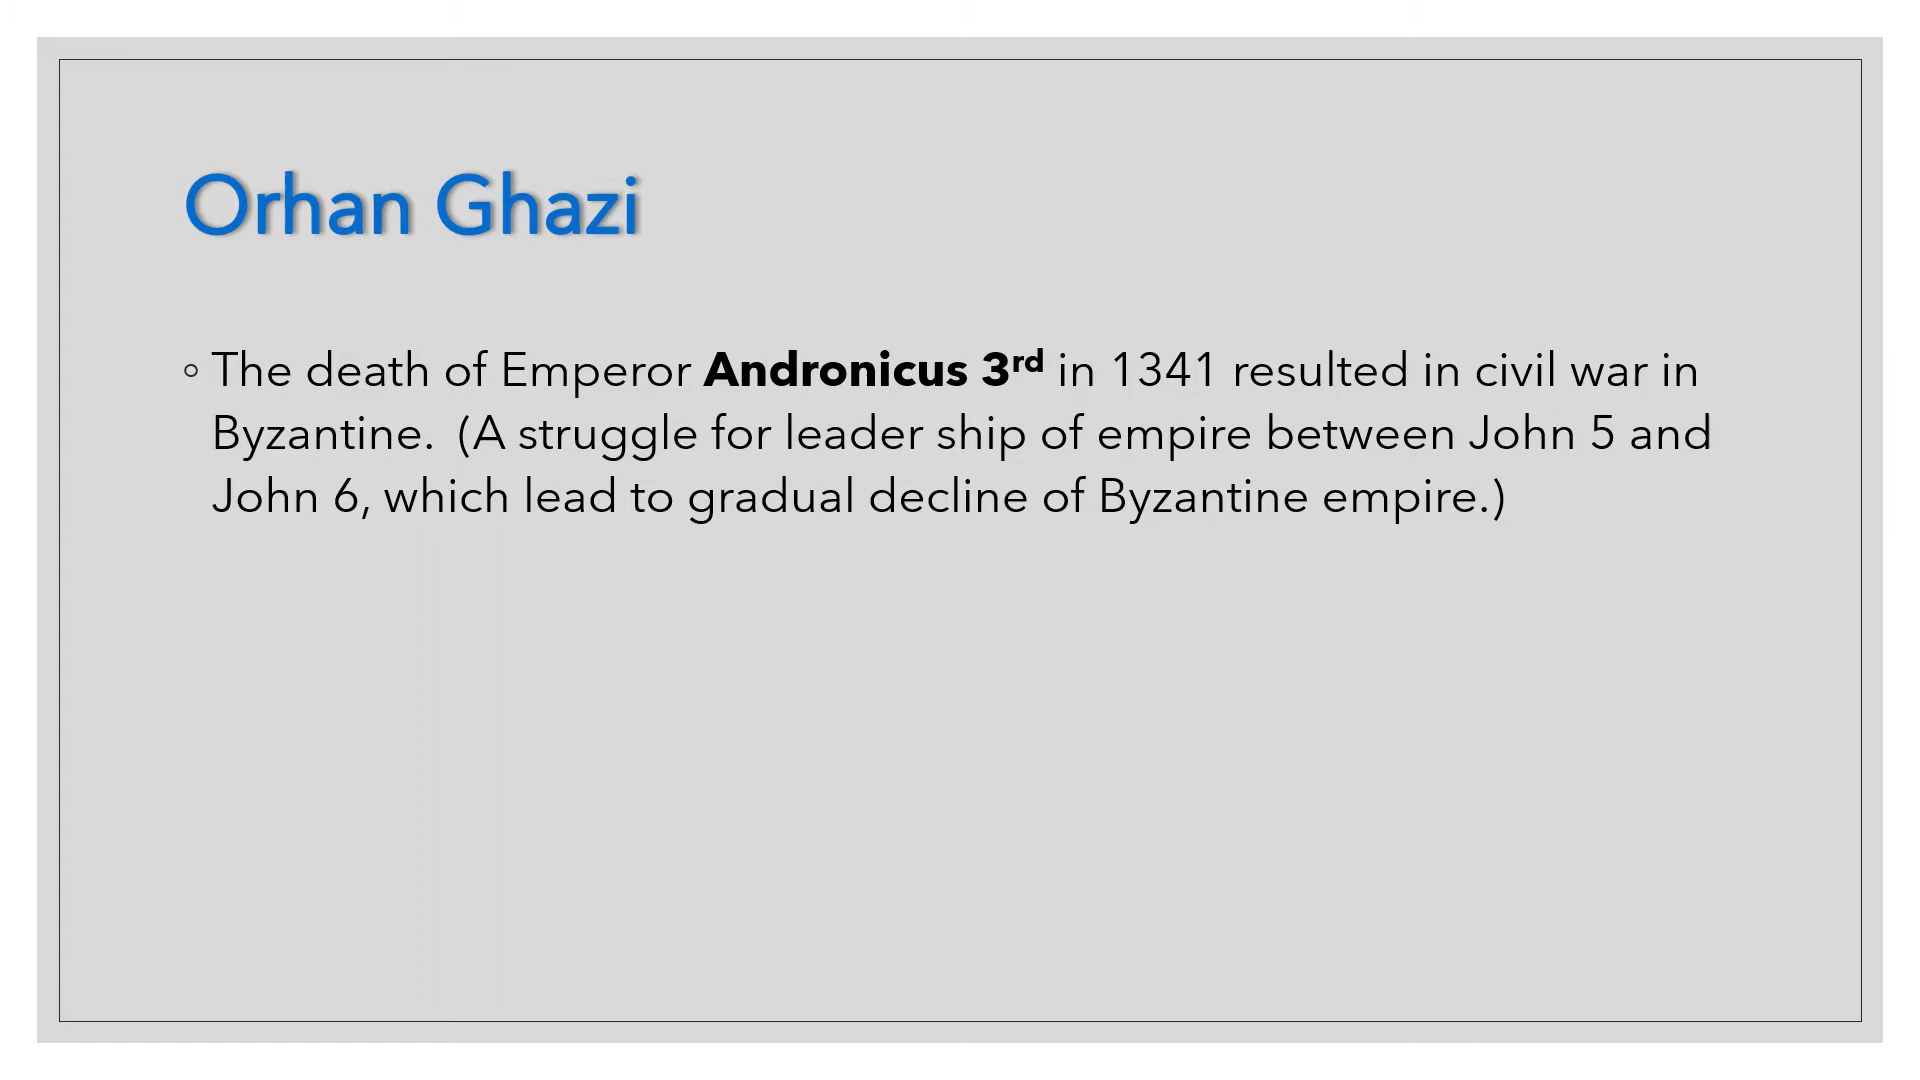 Orhan Ghazi
◦ The death of Emperor Andronicus 3rd in 1341 resulted in civil war in
Byzantine.  (A struggle for leader ship of empire between John 5 and
John 6, which lead to gradual decline of Byzantine empire.)